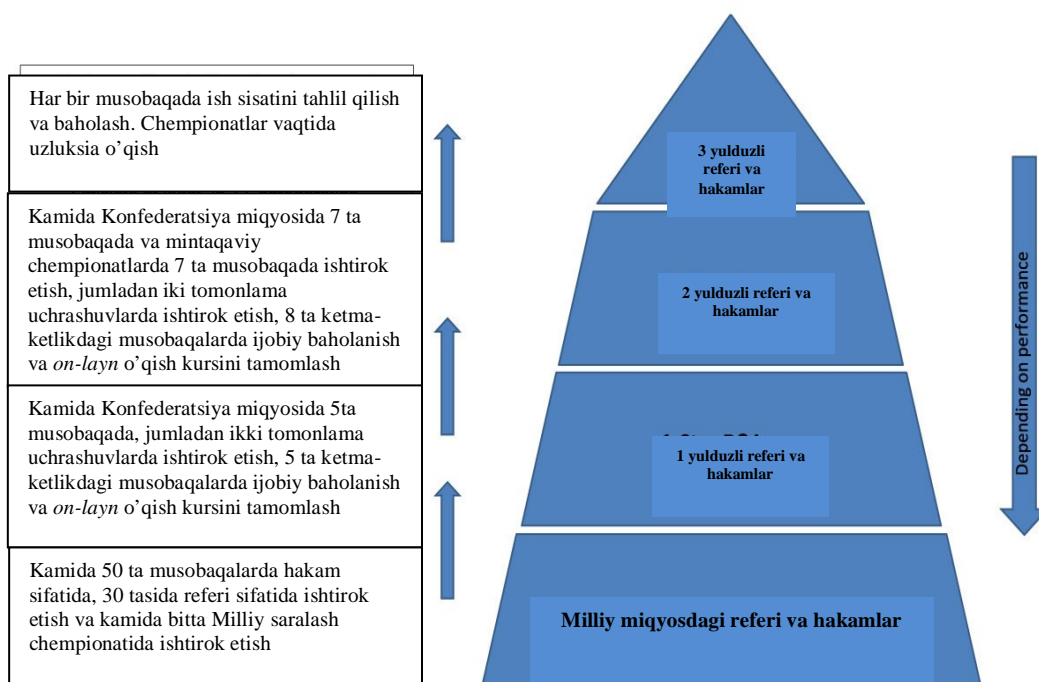 Har bir musobaqada ish sisatini tahlil qilish
va baholash. Chempionatlar vaqtida
uzluksia o’qish
Kamida Konfederatsiya miqyosida 7 ta
musobaqada va mintaqaviy
chempionatlarda 7 ta musobaqada ishtirok
etish, jumladan iki tomonlama
uchrashuvlarda ishtirok etish, 8 ta ketma-
ketlikdagi musobaqalarda ijobiy baholanish
va on-layn o’qish kursini tamomlash
Kamida Konfederatsiya miqyosida 5ta
musobaqada, jumladan ikki tomonlama
uchrashuvlarda ishtirok etish, 5 ta ketma-
ketlikdagi musobaqalarda ijobiy baholanish
va on-layn o’qish kursini tamomlash
Kamida 50 ta musobaqalarda hakam
sifatida, 30 tasida referi sifatida ishtirok
etish va kamida bitta Milliy saralash
chempionatida ishtirok etish
3 yulduzli
referi va
hakamlar
2 yulduzli referi va
hakamlar
1 yulduzli referi va
hakamlar
Milliy miqyosdagi referi va hakamlar
Depending on performance